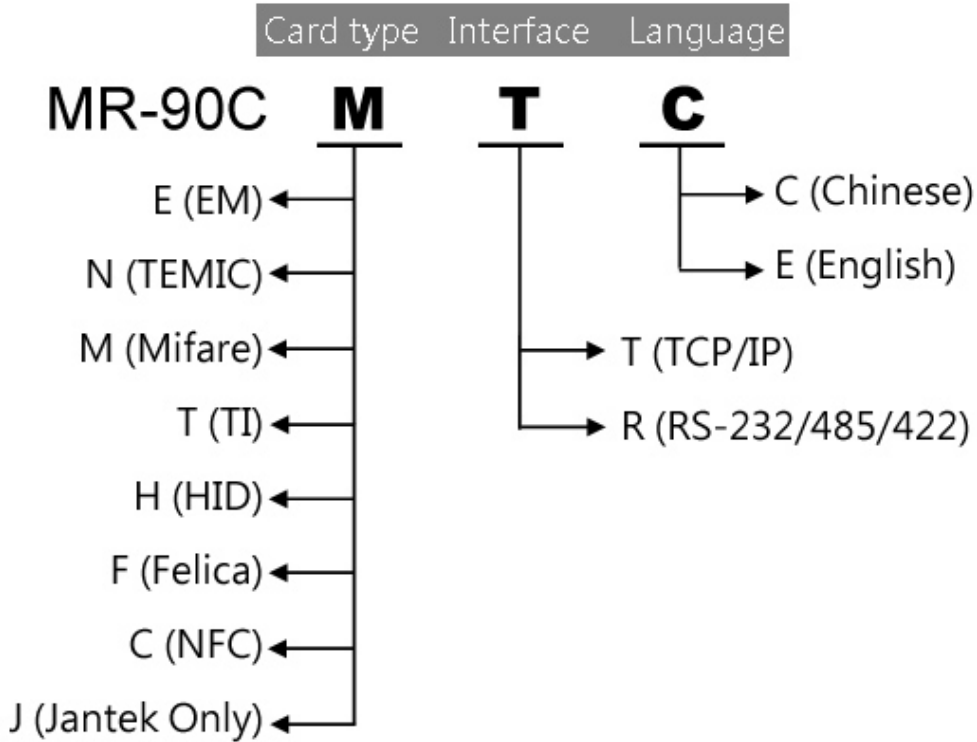 Card type Interface Language
MR-90C M T C
E (EM)
N (TEMIC)
M (Mifare)
T (TI)
H (HID)
F (Felica)
C (NFC)
J (Jantek Only)
T (TCP/IP)
R (RS-232/485/422)
C (Chinese)
E (English)